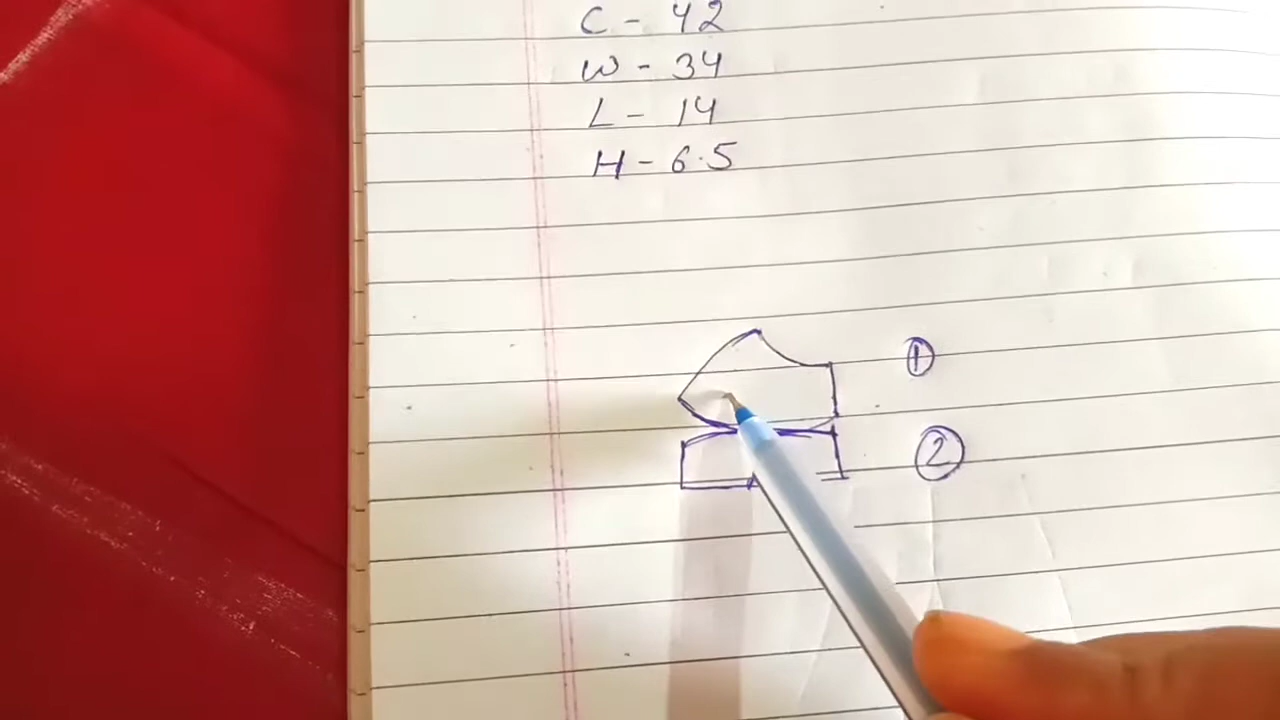 C - 42
W - 34
L - 14
H - 6.5
①
②